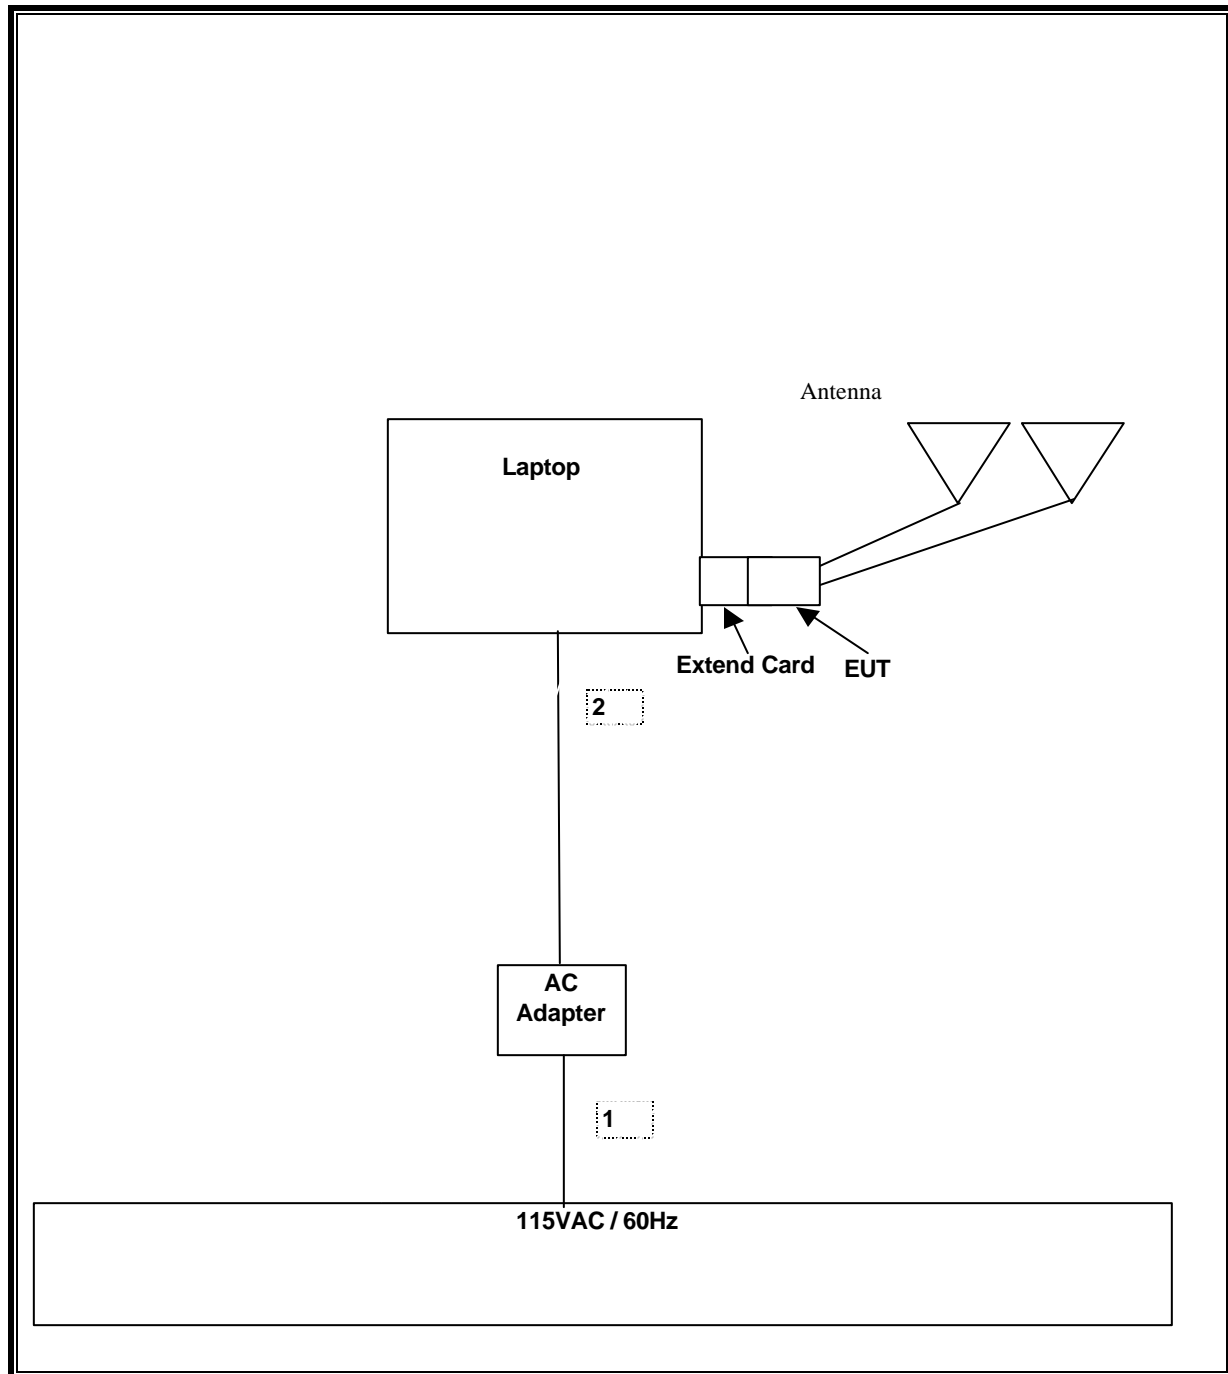 Antenna
Laptop
Extend Card
EUT
2
AC
Adapter
1
115VAC / 60Hz